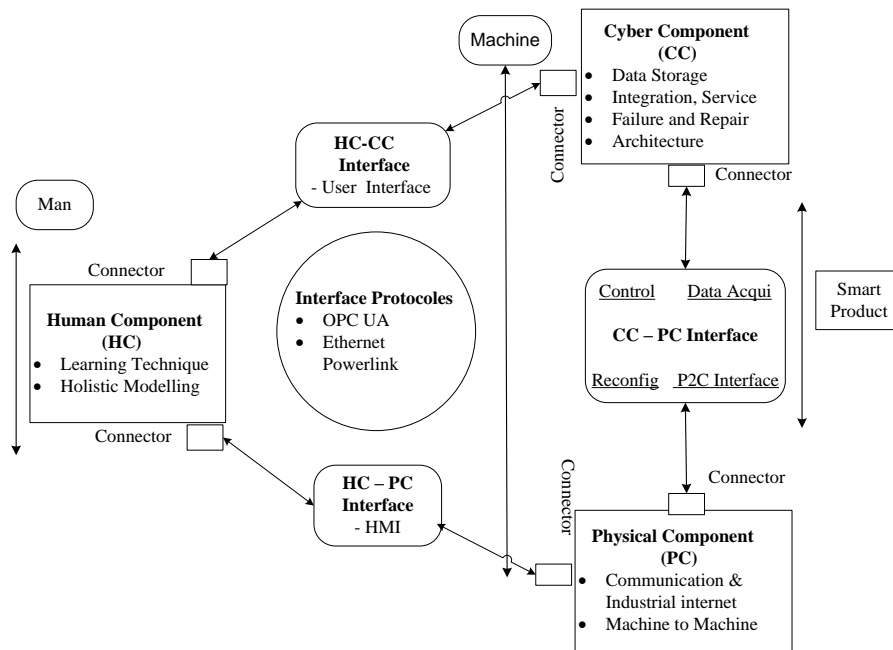 Machine
Cyber Component
(CC)
• Data Storage
• Integration, Service
• Failure and Repair
• Architecture
Connector
Connector
HC-CC
Interface
- User Interface
Man
Connector
Human Component
(HC)
• Learning Technique
• Holistic Modelling
Connector
Interface Protocoles
• OPC UA
• Ethernet
Powerlink
Control Data Acqui
CC – PC Interface
Reconfig P2C Interface
Smart
Product
HC – PC
Interface
- HMI
Connector
Connector
Physical Component
(PC)
• Communication &
Industrial internet
• Machine to Machine